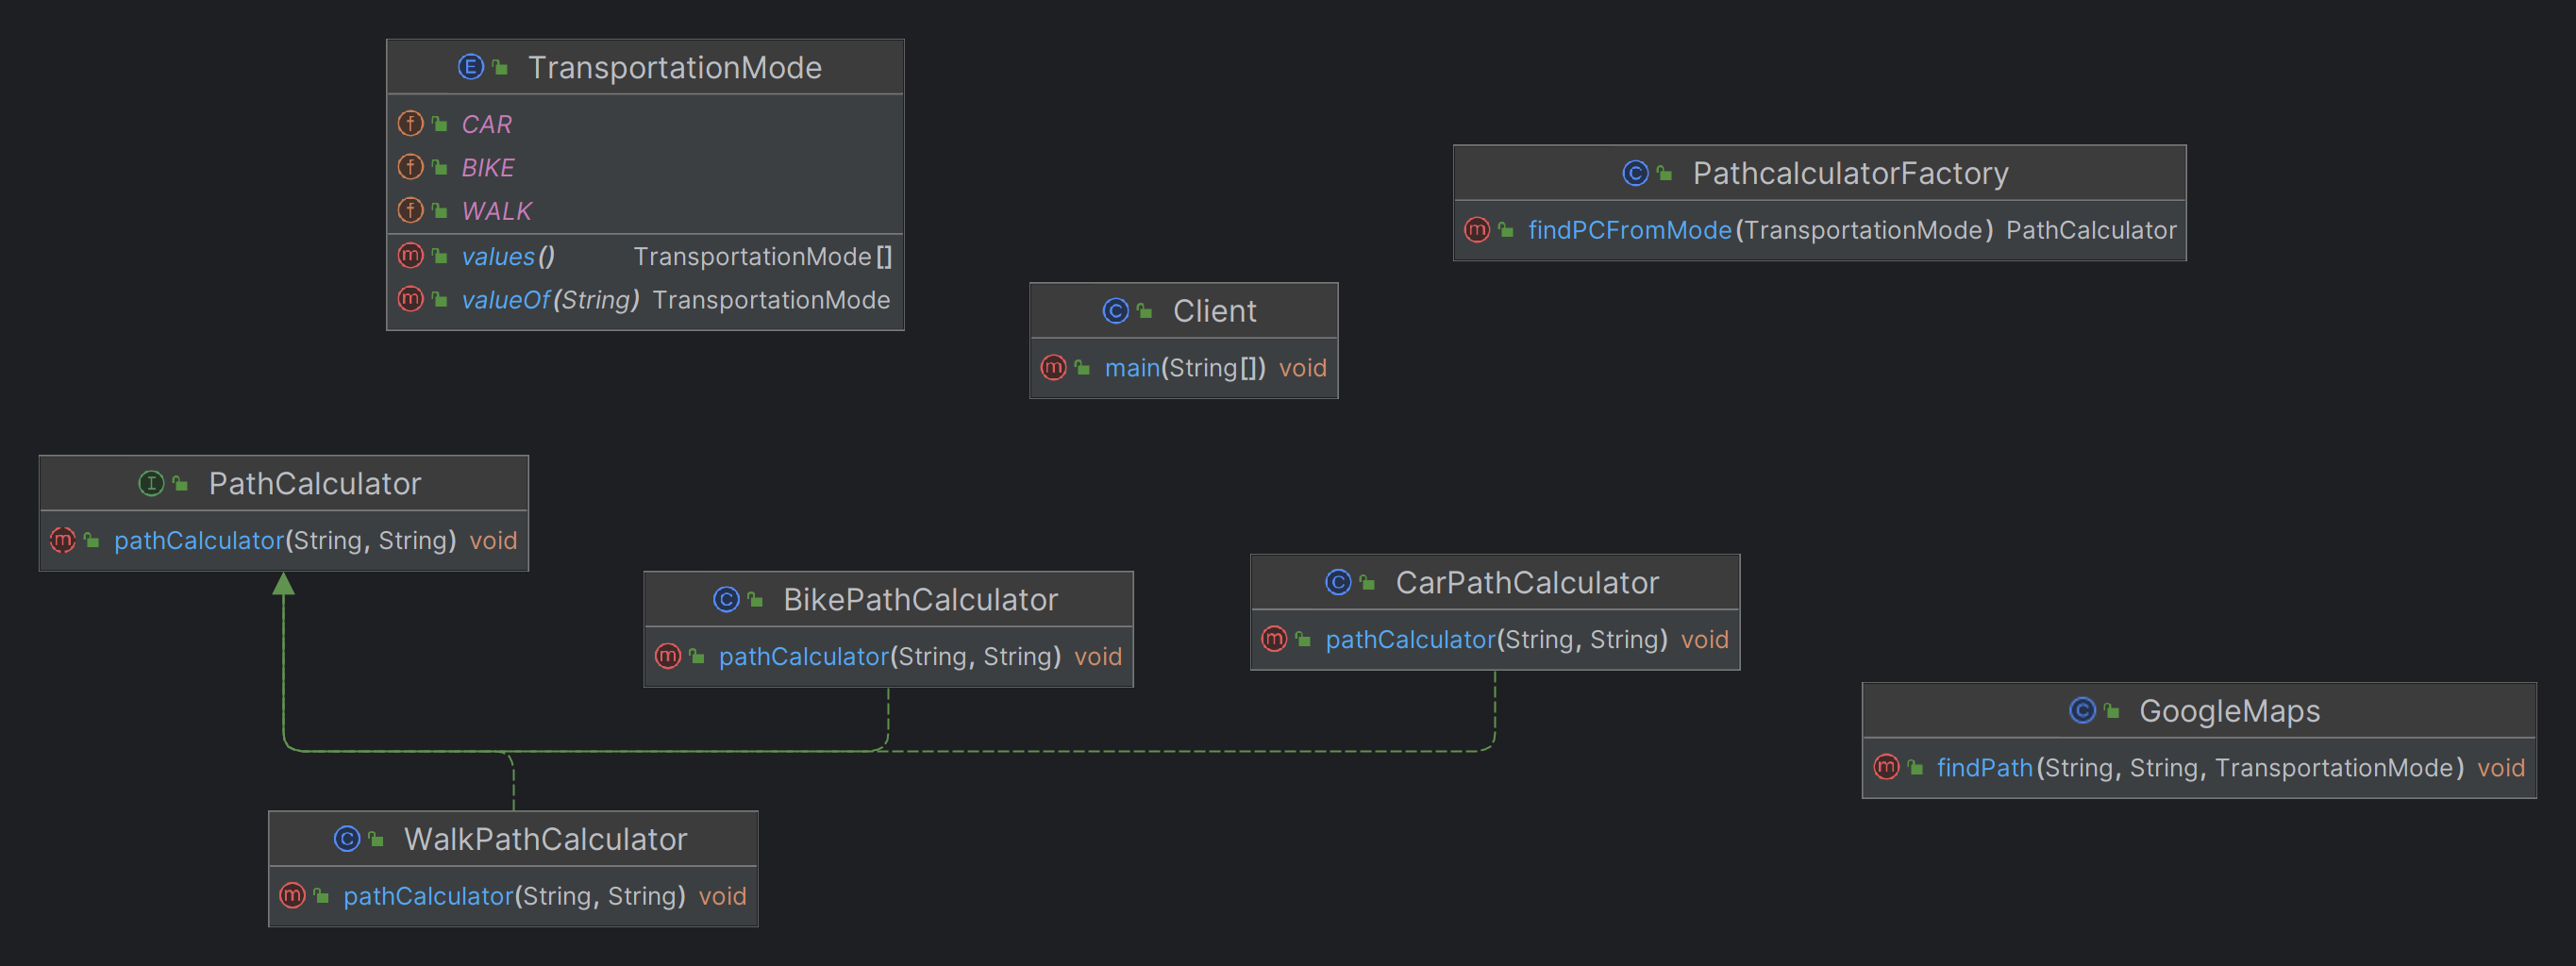 TransportationMode
CAR
BIKE
WALK
values() TransportationMode[]
valueOf(String) TransportationMode
PathcalculatorFactory
findPCFromMode(TransportationMode) PathCalculator
Client
main(String[]) void
PathCalculator
pathCalculator(String, String) void
BikePathCalculator
pathCalculator(String, String) void
CarPathCalculator
pathCalculator(String, String) void
GoogleMaps
findPath(String, String, TransportationMode) void
WalkPathCalculator
pathCalculator(String, String) void